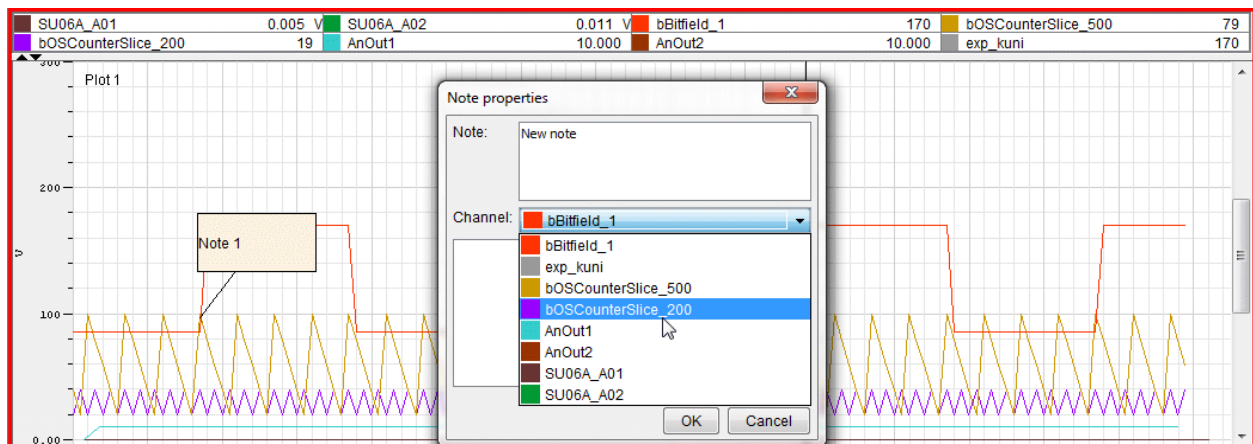 SU06A_A01 0.005 V SU06A_A02 0.011 V bBitfield_1 170 bOSCounterSlice_500 79
bOSCounterSlice_200 19 AnOut1 10.000 AnOut2 10.000 exp_kuni 170
300
Plot 1
Note properties
Note: New note
200
Channel: bBitfield_1
Note 1
bBitfield_1
exp_kuni
bOSCounterSlice_500
bOSCounterSlice_200
100
AnOut1
AnOut2
SU06A_A01
SU06A_A02
OK Cancel
0.00